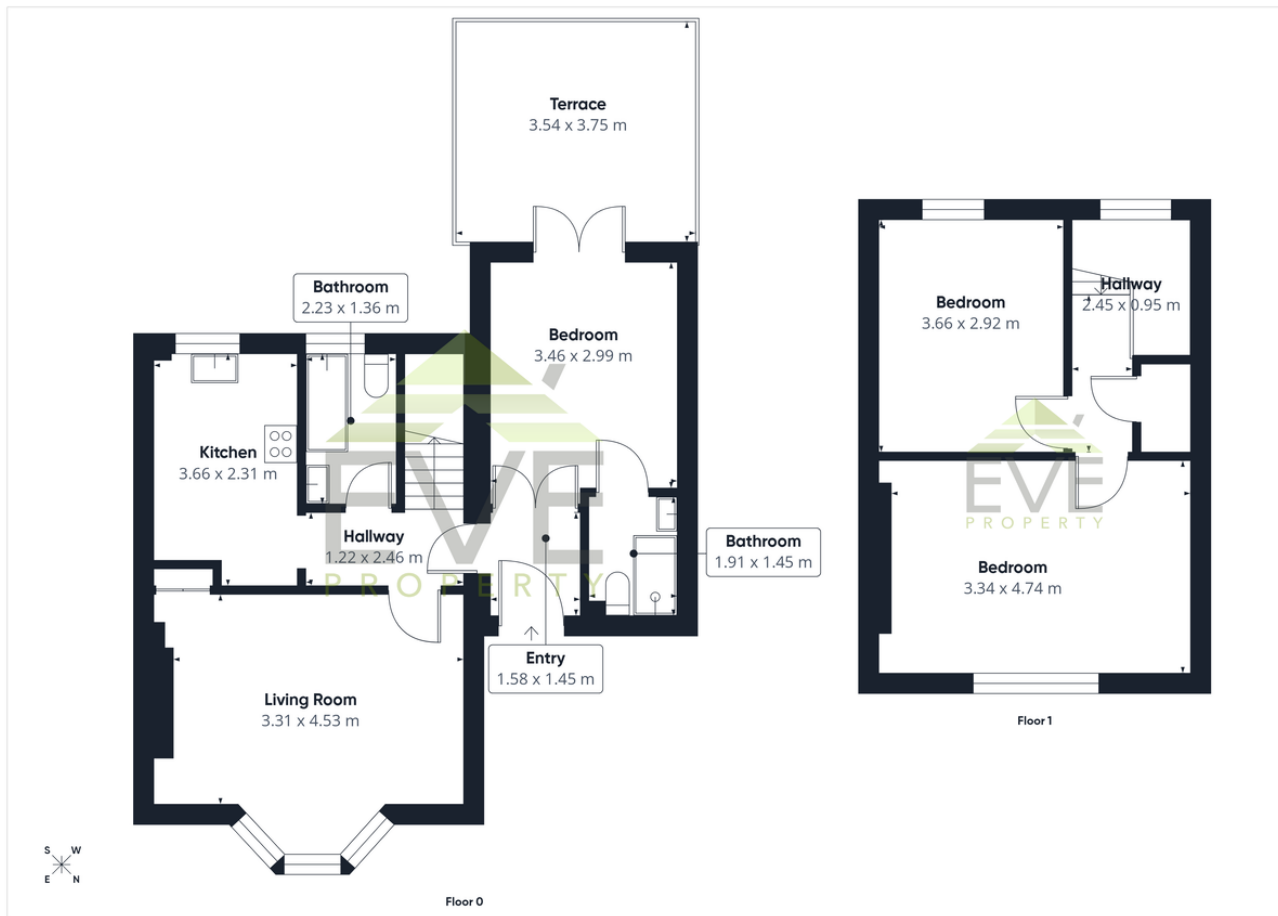 Terrace
3.54 x 3.75 m
Bathroom
2.23 x 1.36 m
Bedroom
3.46 x 2.99 m
Kitchen
3.66 x 2.31 m
Hallway
1.22 x 2.46 m
Bathroom
1.91 x 1.45 m
Entry
1.58 x 1.45 m
Living Room
3.31 x 4.53 m
EVE
PROPERTY
Floor 0
Bedroom
3.66 x 2.92 m
Hallway
2.45 x 0.95 m
EVE
PROPERTY
Bedroom
3.34 x 4.74 m
Floor 1
S W
E N